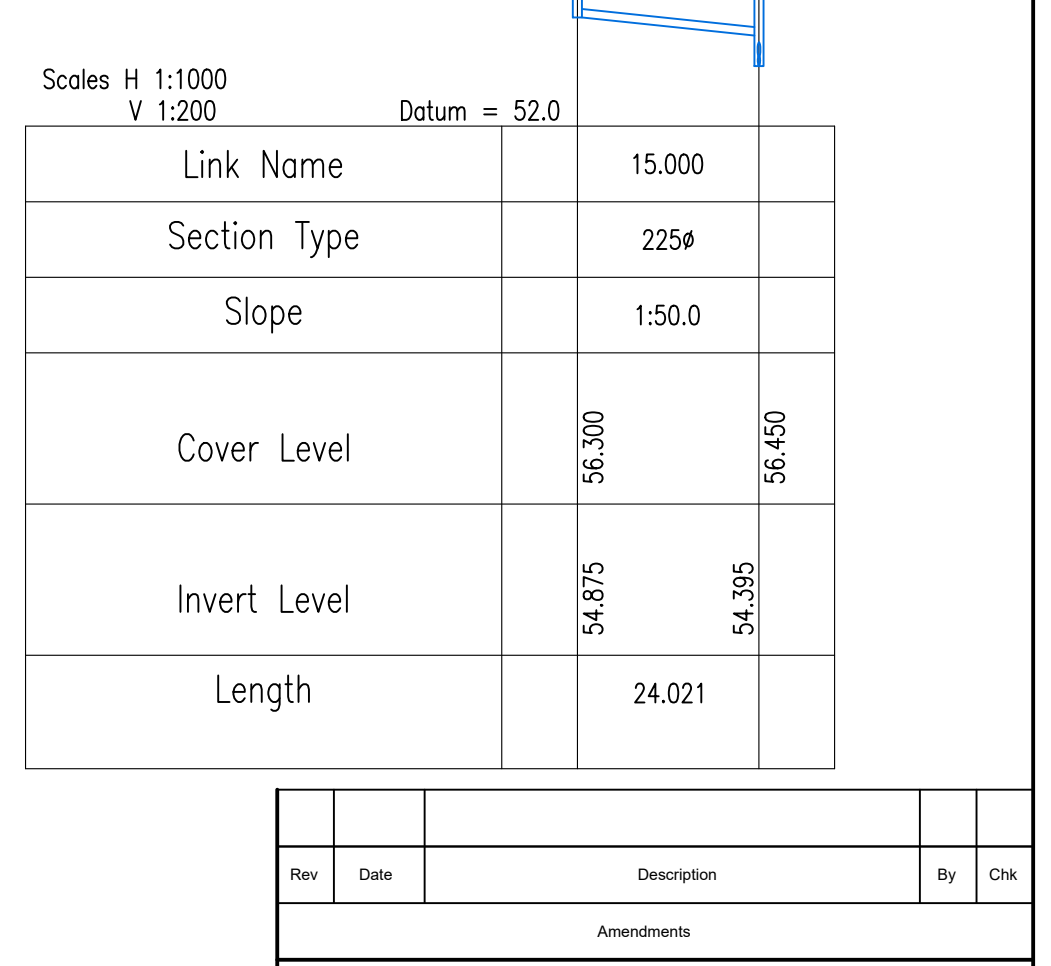 Scales H 1:1000
V 1:200 Datum = 52.0
Link Name 15.000
Section Type 225ø
Slope 1:50.0
Cover Level 56.300 56.450
Invert Level 54.875 54.395
Length 24.021
Rev Date Description By Chk
Amendments